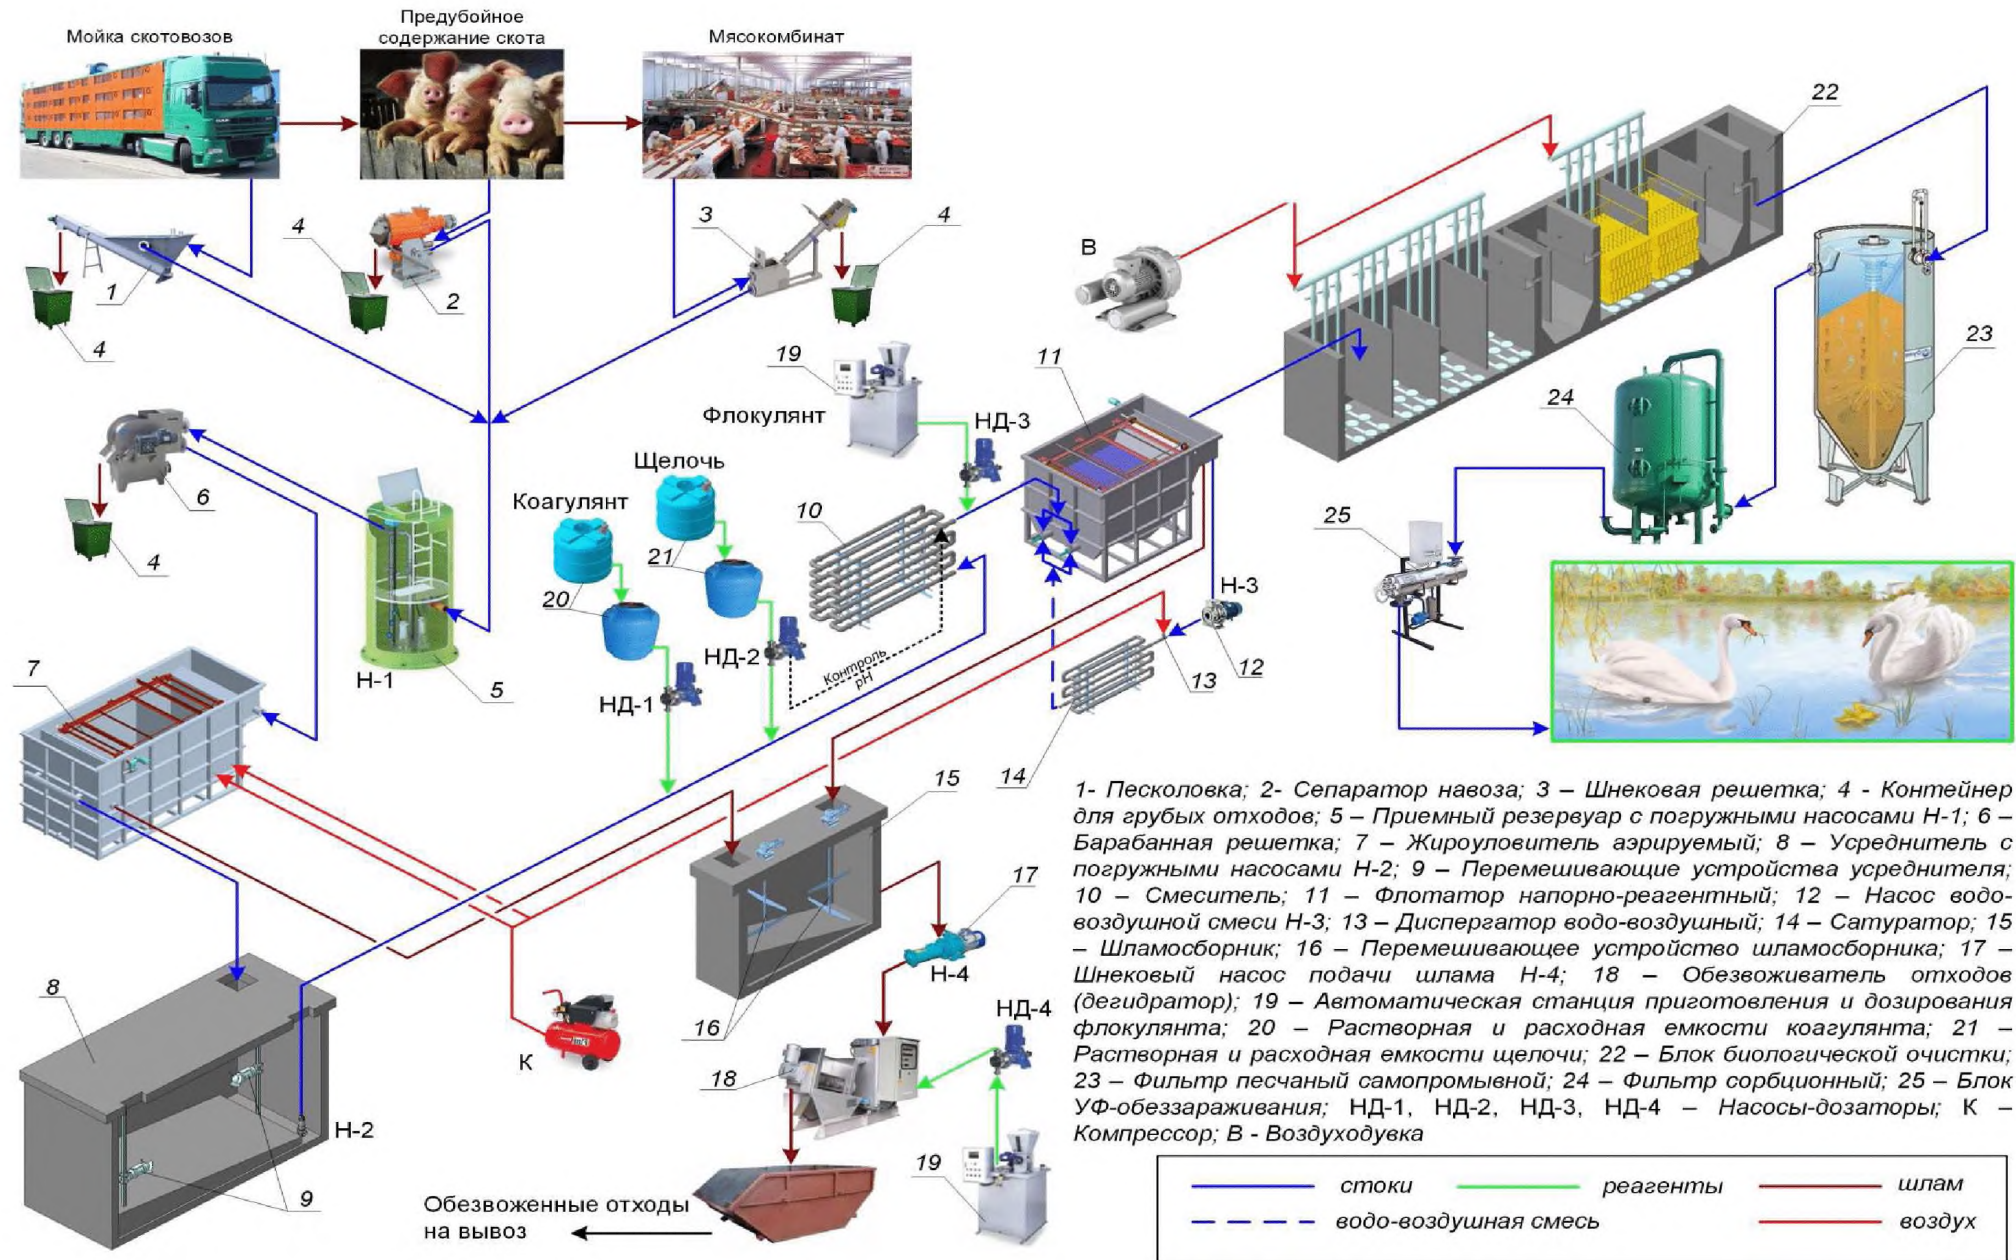 Мойка скотовозов
Предубойное
содержание скота
Мясокомбинат
22
4
3
4
В
1
2
4
19
11
23
Флокулянт
НД-3
24
Щелочь
6
Коагулянт
10
25
4
21
20
Н-3
НД-2
Контроль
pH
7
Н-1
5
НД-1
13
12
14
15
1- Песколовка; 2- Сепаратор навоза; 3 – Шнековая решетка; 4 - Контейнер
для грубых отходов; 5 – Приемный резервуар с погружными насосами Н-1; 6 –
Барабанная решетка; 7 – Жироуловитель аэрируемый; 8 – Усреднитель с
погружными насосами Н-2; 9 – Перемешивающие устройства усреднителя;
10 – Смеситель; 11 – Флотатор напорно-реагентный; 12 – Насос водо-
воздушной смеси Н-3; 13 – Диспергатор водо-воздушный; 14 – Сатуратор; 15
– Шламосборник; 16 – Перемешивающее устройство шламосборника; 17 –
Шнековый насос подачи шлама Н-4; 18 – Обезвоживатель отходов
(дегидратор); 19 – Автоматическая станция приготовления и дозирования
флокулянта; 20 – Растворная и расходная емкости коагулянта; 21 –
Растворная и расходная емкости щелочи; 22 – Блок биологической очистки;
23 – Фильтр песчаный самопромывной; 24 – Фильтр сорбционный; 25 – Блок
УФ-обеззараживания; НД-1, НД-2, НД-3, НД-4 – Насосы-дозаторы; К –
Компрессор; В - Воздуходувка
17
Н-4
8
16
К
НД-4
18
Н-2
9
19
Обезвоженные отходы
на вывоз
стоки
реагенты
шлам
водо-воздушная смесь
воздух